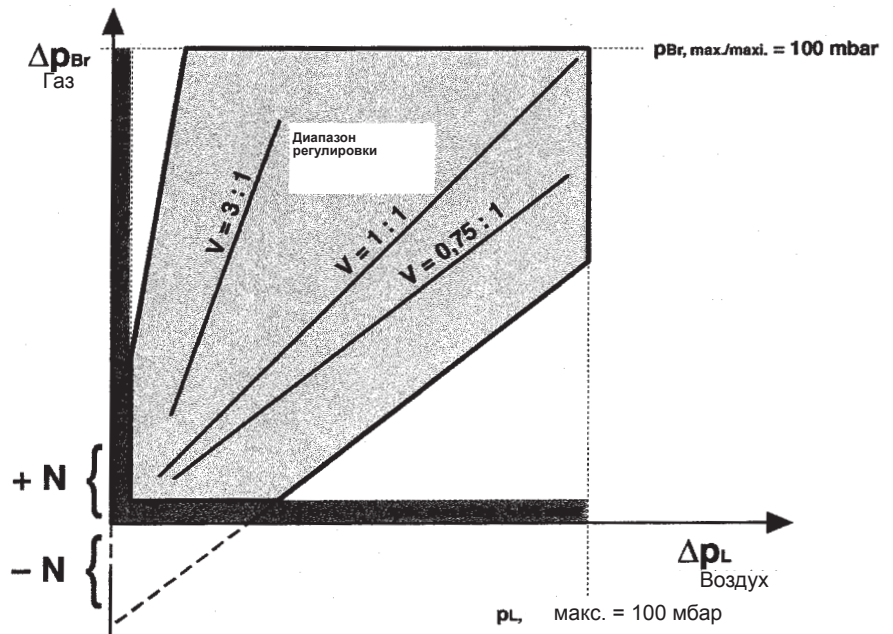 ΔpBr
Газ
pBr, max./maxi. = 100 mbar
Диапазон
регулировки
V = 3 : 1
V = 1 : 1
V = 0,75 : 1
+ N {
– N {
ΔpL
Воздух
pL, макс. = 100 мбар